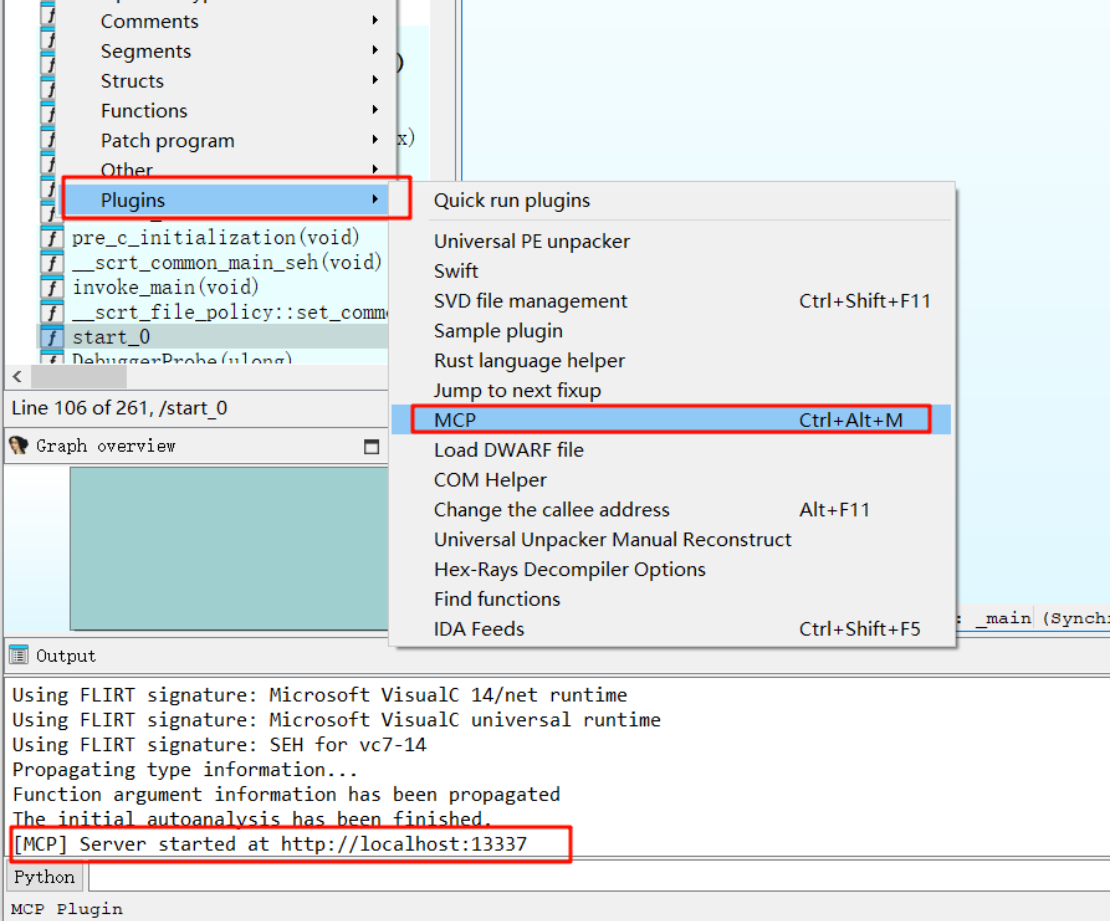 Comments
Segments
Structs
Functions
Patch program
x)
Other
Plugins
Quick run plugins
Universal PE unpacker
Swift
SVD file management Ctrl+Shift+F11
Sample plugin
Rust language helper
Jump to next fixup
MCP Ctrl+Alt+M
Load DWARF file
COM Helper
Change the callee address Alt+F11
Universal Unpacker Manual Reconstruct
Hex-Rays Decompiler Options
Find functions
IDA Feeds Ctrl+Shift+F5
pre_c_initialization(void)
__scrt_common_main_seh(void)
invoke_main(void)
__scrt_file_policy::set_comm
start_0
DebuggerProbe(ulong)
Line 106 of 261, /start_0
Graph overview
: _main (Synchr
Output
Using FLIRT signature: Microsoft VisualC 14/net runtime
Using FLIRT signature: Microsoft VisualC universal runtime
Using FLIRT signature: SEH for vc7-14
Propagating type information...
Function argument information has been propagated
The initial autoanalysis has been finished.
[MCP] Server started at http://localhost:13337
Python
MCP Plugin